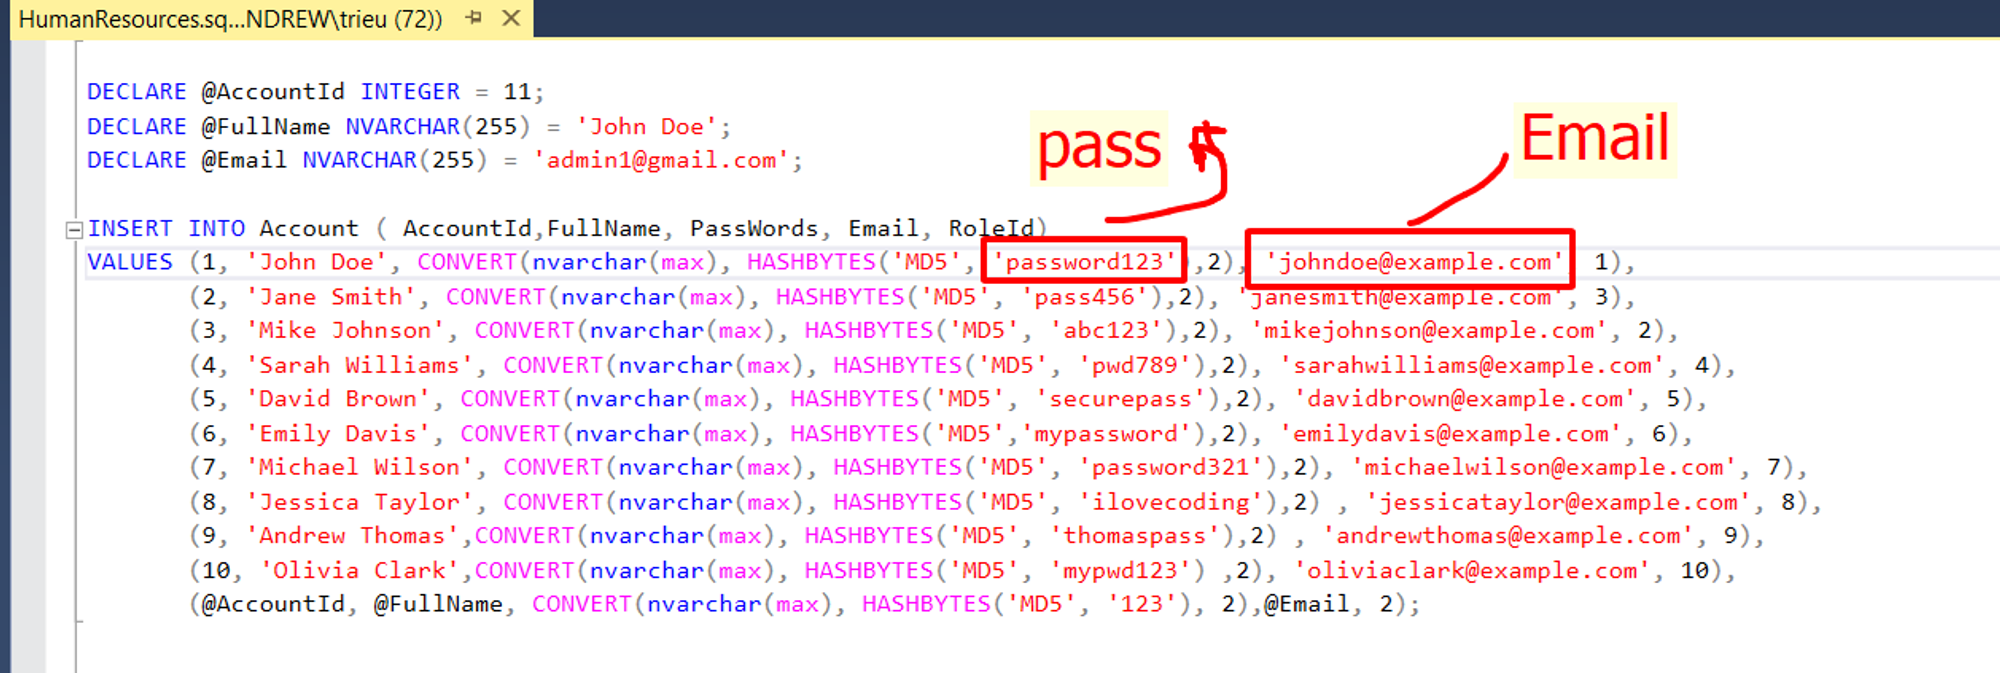 HumanResources.sq...NDREW\trieu (72))
DECLARE @AccountId INTEGER = 11;
DECLARE @FullName NVARCHAR(255) = 'John Doe';
DECLARE @Email NVARCHAR(255) = 'admin1@gmail.com';
pass
Email
INSERT INTO Account ( AccountId,FullName, PassWords, Email, RoleId)
VALUES (1, 'John Doe', CONVERT(nvarchar(max), HASHBYTES('MD5', 'password123'),2), 'johndoe@example.com', 1),
(2, 'Jane Smith', CONVERT(nvarchar(max), HASHBYTES('MD5', 'pass456'),2), 'janesmith@example.com', 3),
(3, 'Mike Johnson', CONVERT(nvarchar(max), HASHBYTES('MD5', 'abc123'),2), 'mikejohnson@example.com', 2),
(4, 'Sarah Williams', CONVERT(nvarchar(max), HASHBYTES('MD5', 'pwd789'),2), 'sarahwilliams@example.com', 4),
(5, 'David Brown', CONVERT(nvarchar(max), HASHBYTES('MD5', 'securepass'),2), 'davidbrown@example.com', 5),
(6, 'Emily Davis', CONVERT(nvarchar(max), HASHBYTES('MD5','mypassword'),2), 'emilydavis@example.com', 6),
(7, 'Michael Wilson', CONVERT(nvarchar(max), HASHBYTES('MD5', 'password321'),2), 'michaelwilson@example.com', 7),
(8, 'Jessica Taylor', CONVERT(nvarchar(max), HASHBYTES('MD5', 'ilovecoding'),2) , 'jessicataylor@example.com', 8),
(9, 'Andrew Thomas',CONVERT(nvarchar(max), HASHBYTES('MD5', 'thomaspass'),2) , 'andrewthomas@example.com', 9),
(10, 'Olivia Clark',CONVERT(nvarchar(max), HASHBYTES('MD5', 'mypwd123') ,2), 'oliviaclark@example.com', 10),
(@AccountId, @FullName, CONVERT(nvarchar(max), HASHBYTES('MD5', '123'), 2),@Email, 2);